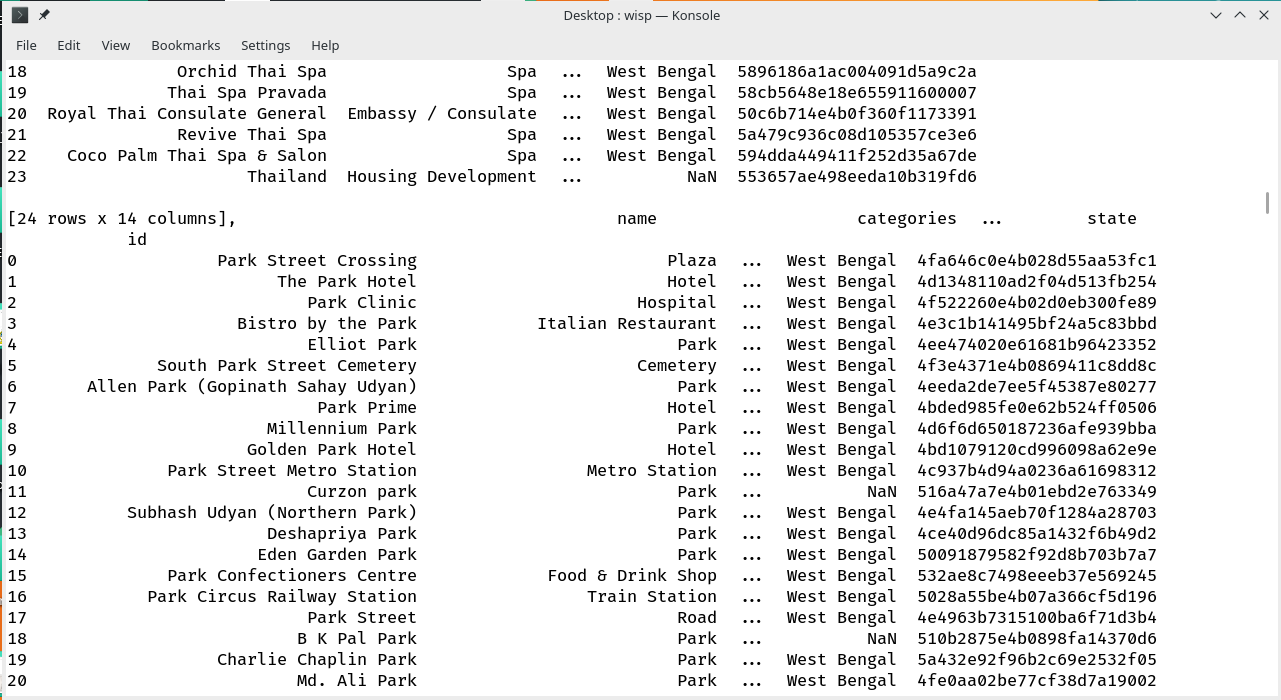 Desktop : wisp — Konsole
File Edit View Bookmarks Settings Help
18 Orchid Thai Spa Spa ... West Bengal 5896186a1ac004091d5a9c2a
19 Thai Spa Pravada Spa ... West Bengal 58cb5648e18e655911600007
20 Royal Thai Consulate General Embassy / Consulate ... West Bengal 50c6b714e4b0f360f1173391
21 Revive Thai Spa Spa ... West Bengal 5a479c936c08d105357ce3e6
22 Coco Palm Thai Spa & Salon Spa ... West Bengal 594dda449411f252d35a67de
23 Thailand Housing Development ... NaN 553657ae498eeda10b319fd6
[24 rows x 14 columns], name categories ... state
id
0 Park Street Crossing Plaza ... West Bengal 4fa646c0e4b028d55aa53fc1
1 The Park Hotel Hotel ... West Bengal 4d1348110ad2f04d513fb254
2 Park Clinic Hospital ... West Bengal 4f522260e4b02d0eb300fe89
3 Bistro by the Park Italian Restaurant ... West Bengal 4e3c1b141495bf24a5c83bbd
4 Elliot Park Park ... West Bengal 4ee474020e61681b96423352
5 South Park Street Cemetery Cemetery ... West Bengal 4f3e4371e4b0869411c8dd8c
6 Allen Park (Gopinath Sahay Udyan) Park ... West Bengal 4eeda2de7ee5f45387e80277
7 Park Prime Hotel ... West Bengal 4bded985fe0e62b524ff0506
8 Millennium Park Park ... West Bengal 4d6f6d650187236afe939bba
9 Golden Park Hotel Hotel ... West Bengal 4bd1079120cd996098a62e9e
10 Park Street Metro Station Metro Station ... West Bengal 4c937b4d94a0236a61698312
11 Curzon park Park ... NaN 516a47a7e4b01ebd2e763349
12 Subhash Udyan (Northern Park) Park ... West Bengal 4e4fa145aeb70f1284a28703
13 Deshapriya Park Park ... West Bengal 4ce40d96dc85a1432f6b49d2
14 Eden Garden Park Park ... West Bengal 50091879582f92d8b703b7a7
15 Park Confectioners Centre Food & Drink Shop ... West Bengal 532ae8c7498eeeb37e569245
16 Park Circus Railway Station Train Station ... West Bengal 5028a55be4b07a366cf5d196
17 Park Street Road ... West Bengal 4e4963b7315100ba6f71d3b4
18 B K Pal Park Park ... NaN 510b2875e4b0898fa14370d6
19 Charlie Chaplin Park Park ... West Bengal 5a432e92f96b2c69e2532f05
20 Md. Ali Park Park ... West Bengal 4fe0aa02be77cf38d7a19002